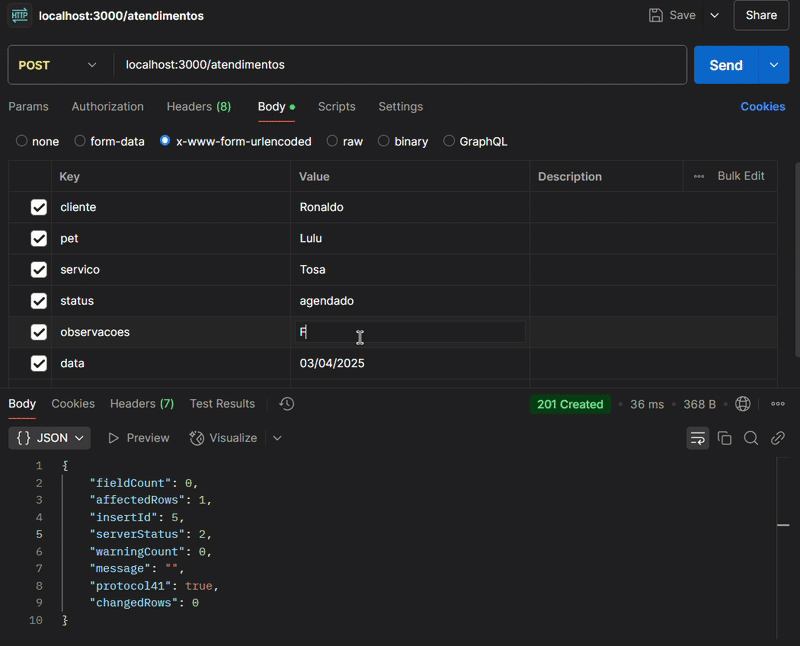 HTTP localhost:3000/atendimentos Save Share
POST localhost:3000/atendimentos Send
Params Authorization Headers (8) Body Scripts Settings Cookies
none form-data x-www-form-urlencoded raw binary GraphQL
Key Value Description Bulk Edit
cliente Ronaldo
pet Lulu
servico Tosa
status agendado
observacoes F
data 03/04/2025
Body Cookies Headers (7) Test Results 201 Created 36 ms 368 B
{} JSON Preview Visualize
1 {
2 "fieldCount": 0,
3 "affectedRows": 1,
4 "insertId": 5,
5 "serverStatus": 2,
6 "warningCount": 0,
7 "message": "",
8 "protocol41": true,
9 "changedRows": 0
10 }